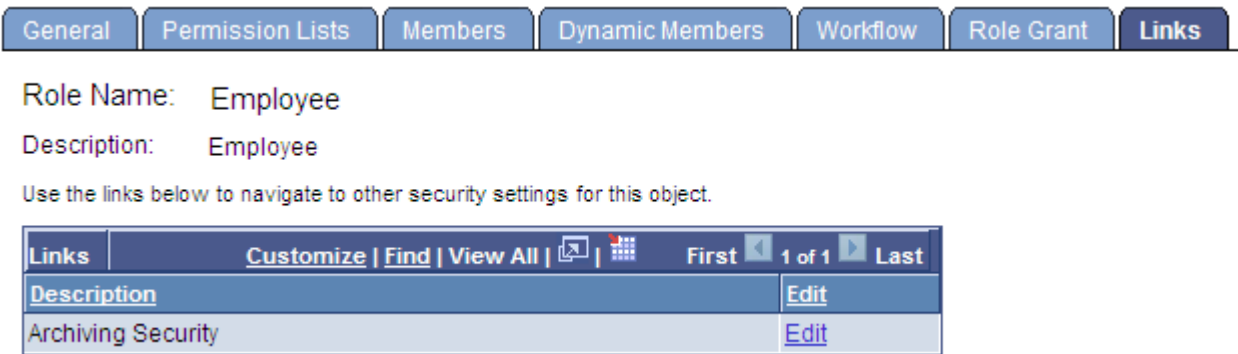 General Permission Lists Members Dynamic Members Workflow Role Grant Links
Role Name: Employee
Description: Employee
Use the links below to navigate to other security settings for this object.
Links Customize | Find | View All | | First 1 of 1 Last
Description Edit
Archiving Security Edit